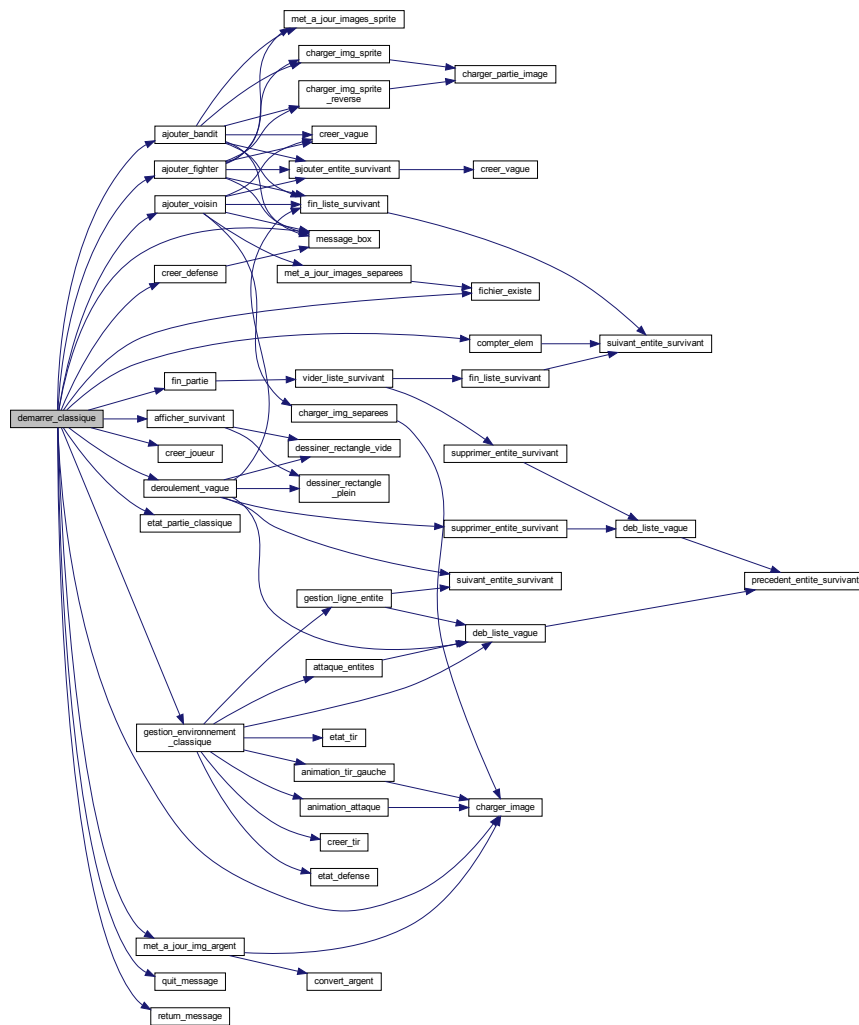 met_a_jour_images_sprite
charger_img_sprite
charger_partie_image
charger_img_sprite
_reverse
ajouter_bandit
creer_vague
ajouter_fighter
ajouter_entite_survivant
creer_vague
ajouter_voisin
fin_liste_survivant
message_box
creer_defense
met_a_jour_images_separees
fichier_existe
compter_elem
suivant_entite_survivant
fin_partie
vider_liste_survivant
fin_liste_survivant
charger_img_separees
demarrer_classique
afficher_survivant
dessiner_rectangle_vide
creer_joueur
supprimer_entite_survivant
deroulement_vague
dessiner_rectangle
_plein
etat_partie_classique
supprimer_entite_survivant
deb_liste_vague
suivant_entite_survivant
precedent_entite_survivant
gestion_ligne_entite
deb_liste_vague
attaque_entites
gestion_environnement
_classique
etat_tir
animation_tir_gauche
animation_attaque
charger_image
creer_tir
etat_defense
met_a_jour_img_argent
quit_message
convert_argent
return_message